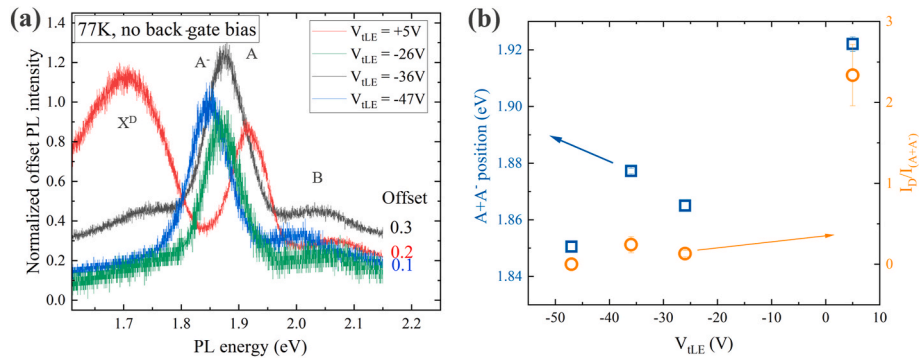 (a)
77K, no back-gate bias
V_tLE = +5V
V_tLE = -26V
V_tLE = -36V
V_tLE = -47V
A⁻
A
X^D
B
Offset
0.3
0.2
0.1
1.4
1.2
1.0
0.8
0.6
0.4
0.2
0.0
Normalized offset PL intensity
1.7
1.8
1.9
2.0
2.1
2.2
PL energy (eV)
(b)
1.92
1.90
1.88
1.86
1.84
A+A⁻ position (eV)
3
2
1
0
I_D/I_(A+A⁻)
-50
-40
-30
-20
-10
0
10
V_tLE (V)